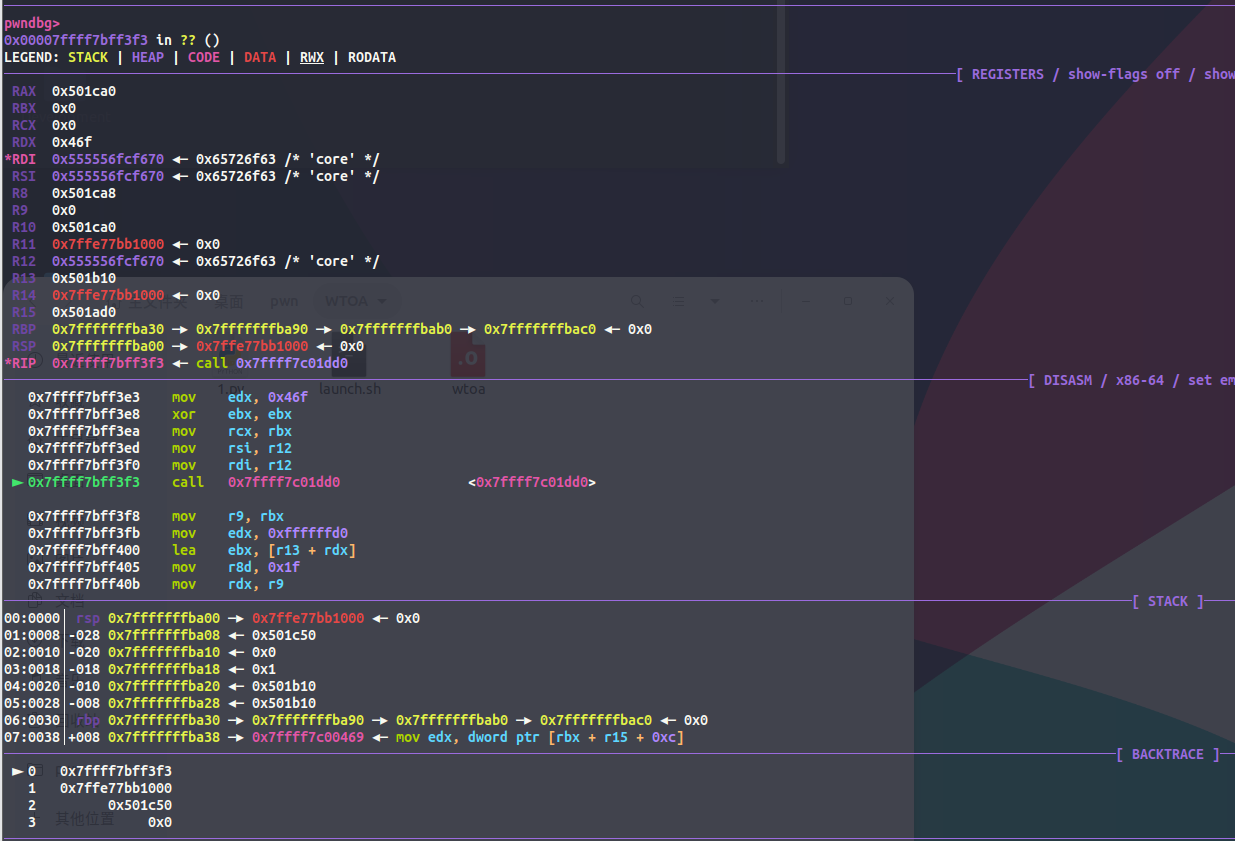 pwndbg>
0x00007ffff7bff3f3 in ?? ()
LEGEND: STACK | HEAP | CODE | DATA | RWX | RODATA
[ REGISTERS / show-flags off / show
RAX 0x501ca0
RBX 0x0
RCX 0x0
RDX 0x46f
*RDI 0x555556fcf670 ◂— 0x65726f63 /* 'core' */
RSI 0x555556fcf670 ◂— 0x65726f63 /* 'core' */
R8 0x501ca8
R9 0x0
R10 0x501ca0
R11 0x7ffe77bb1000 ◂— 0x0
R12 0x555556fcf670 ◂— 0x65726f63 /* 'core' */
R13 0x501b10
R14 0x7ffe77bb1000 ◂— 0x0
pwn WTOA
R15 0x501ad0
RBP 0x7fffffffba30 —▸ 0x7fffffffba90 —▸ 0x7fffffffbab0 —▸ 0x7fffffffbac0 ◂— 0x0
RSP 0x7fffffffba00 —▸ 0x7ffe77bb1000 ◂— 0x0
*RIP 0x7ffff7bff3f3 ◂— call 0x7ffff7c01dd0
.O
[ DISASM / x86-64 / set em
1.py launch.sh wtoa
0x7ffff7bff3e3 mov edx, 0x46f
0x7ffff7bff3e8 xor ebx, ebx
0x7ffff7bff3ea mov rcx, rbx
0x7ffff7bff3ed mov rsi, r12
0x7ffff7bff3f0 mov rdi, r12
► 0x7ffff7bff3f3 call 0x7ffff7c01dd0 <0x7ffff7c01dd0>
0x7ffff7bff3f8 mov r9, rbx
0x7ffff7bff3fb mov edx, 0xffffffd0
0x7ffff7bff400 lea ebx, [r13 + rdx]
0x7ffff7bff405 mov r8d, 0x1f
0x7ffff7bff40b mov rdx, r9
文档
[ STACK ]
00:0000│ rsp 0x7fffffffba00 —▸ 0x7ffe77bb1000 ◂— 0x0
01:0008│-028 0x7fffffffba08 ◂— 0x501c50
02:0010│-020 0x7fffffffba10 ◂— 0x0
03:0018│-018 0x7fffffffba18 ◂— 0x1
04:0020│-010 0x7fffffffba20 ◂— 0x501b10
05:0028│-008 0x7fffffffba28 ◂— 0x501b10
06:0030│ rbp 0x7fffffffba30 —▸ 0x7fffffffba90 —▸ 0x7fffffffbab0 —▸ 0x7fffffffbac0 ◂— 0x0
07:0038│+008 0x7fffffffba38 —▸ 0x7ffff7c00469 ◂— mov edx, dword ptr [rbx + r15 + 0xc]
[ BACKTRACE ]
► 0 0x7ffff7bff3f3
1 0x7ffe77bb1000
2 0x501c50
3 0x0
其他位置